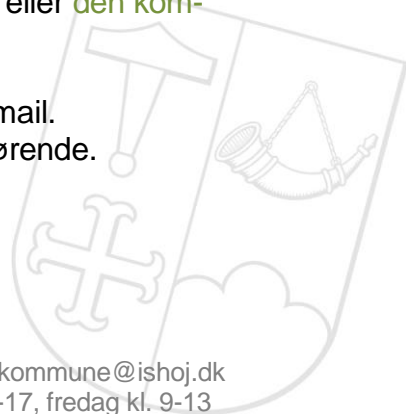 eller den kom-
mail.
ørende.
kommune@ishoj.dk
-17, fredag kl. 9-13